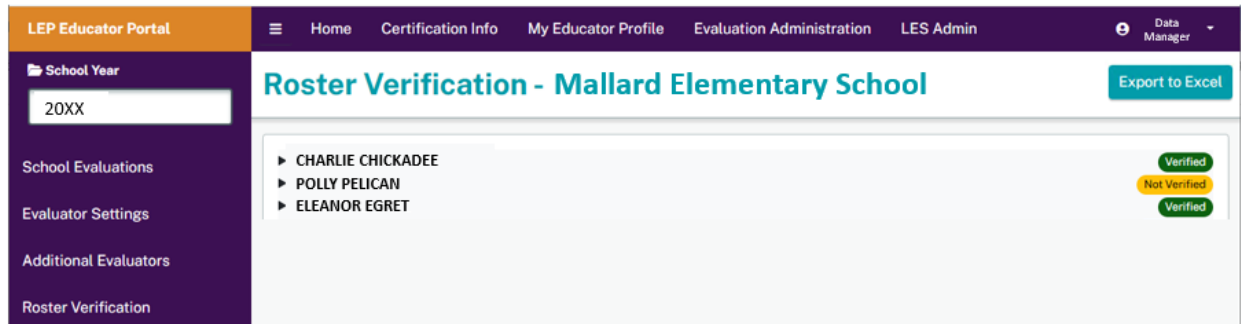 LEP Educator Portal
Home Certification Info My Educator Profile Evaluation Administration LES Admin Data Manager
School Year
20XX
Roster Verification - Mallard Elementary School
Export to Excel
School Evaluations
Evaluator Settings
Additional Evaluators
Roster Verification
CHARLIE CHICKADEE Verified
POLLY PELICAN Not Verified
ELEANOR EGRET Verified